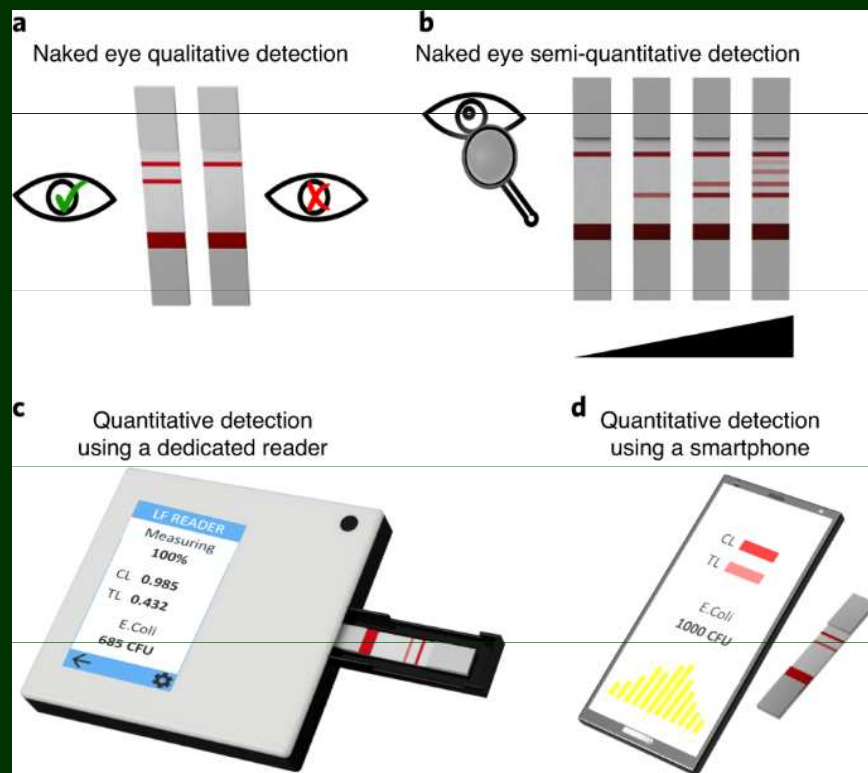 a
Naked eye qualitative detection
b
Naked eye semi-quantitative detection
c
Quantitative detection
using a dedicated reader
LF READER
Measuring
100%
CL 0.985
TL 0.432
E.Coli
685 CFU
d
Quantitative detection
using a smartphone
CL
TL
E.Coli
1000 CFU